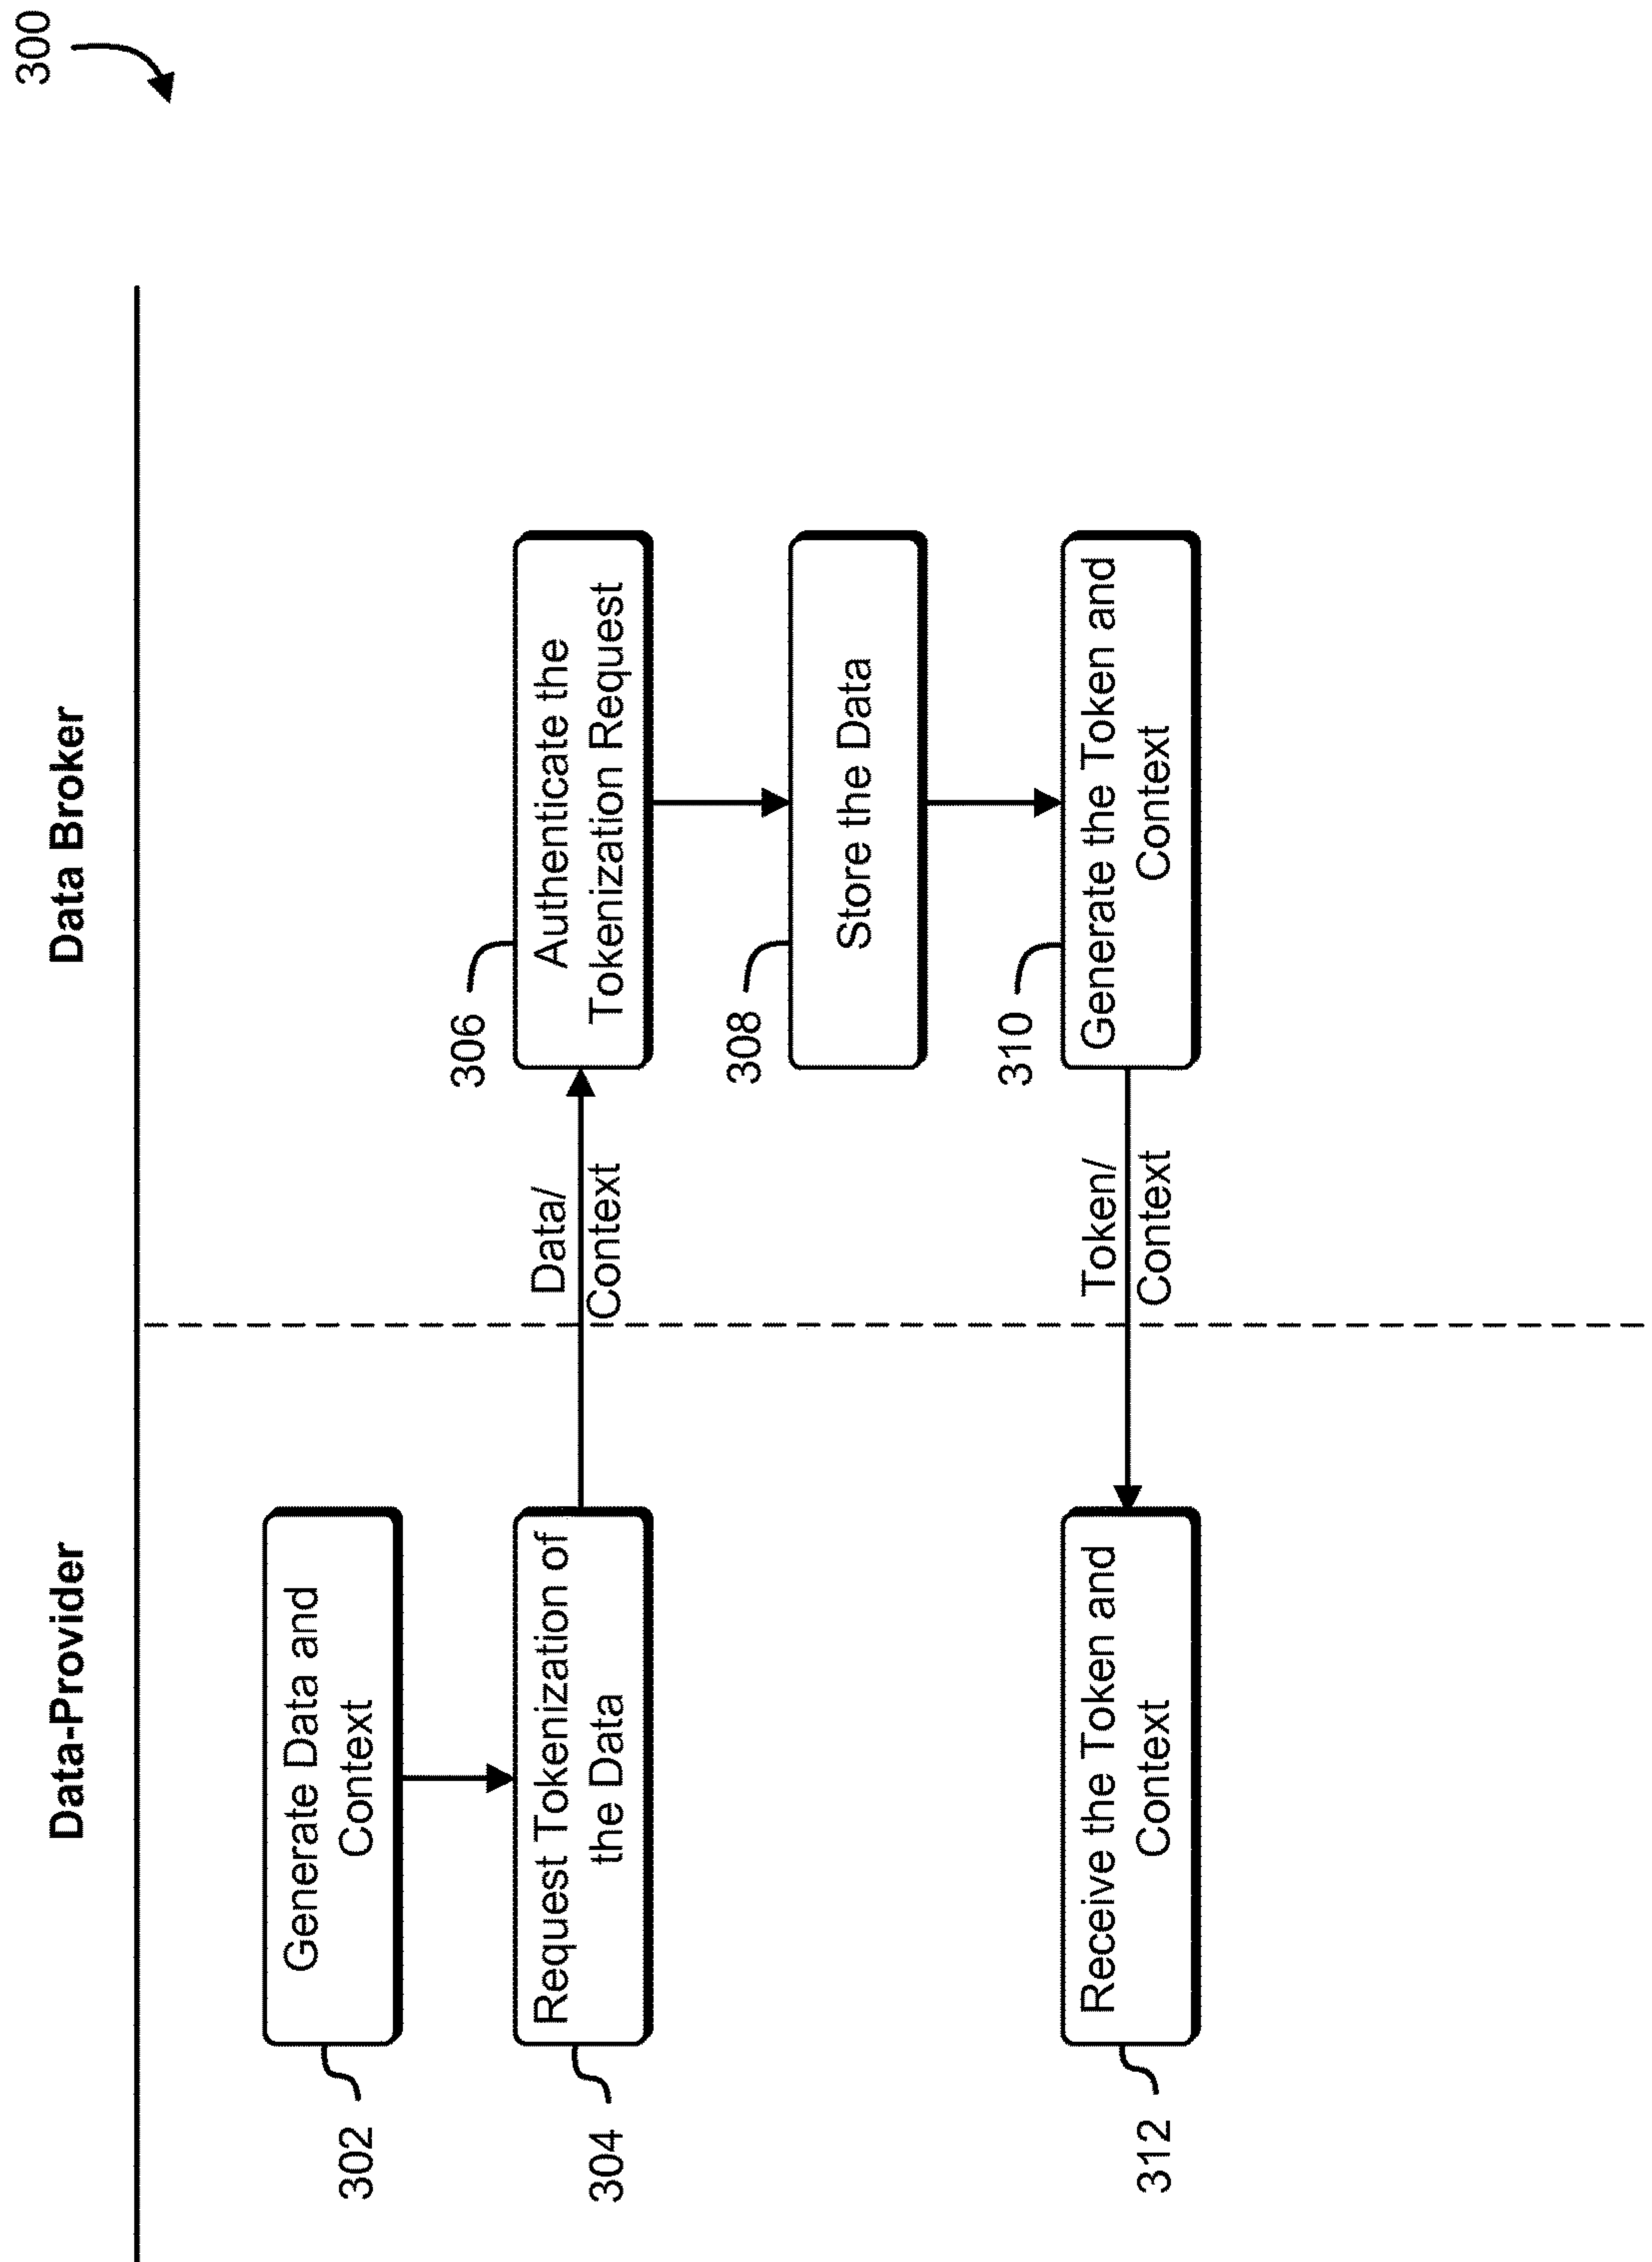 300
Data-Provider
Data Broker
302
Generate Data and
Context
304
Request Tokenization of
the Data
Data/
Context
306
Authenticate the
Tokenization Request
308
Store the Data
310
Generate the Token and
Context
Token/
Context
312
Receive the Token and
Context